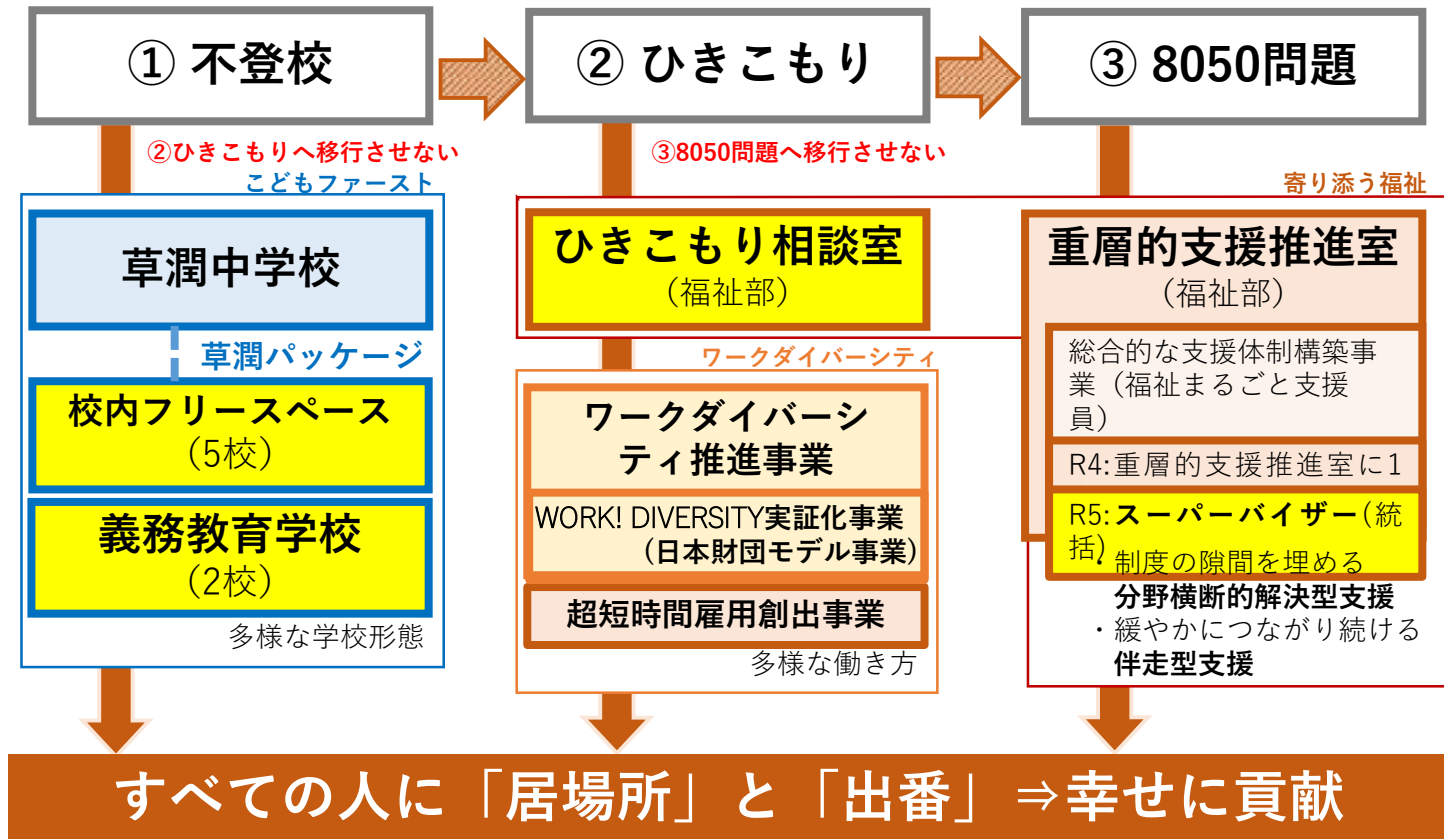 ① 不登校
② ひきこもり
③ 8050問題
②ひきこもりへ移行させない
こどもファースト
草潤中学校
草潤パッケージ
校内フリースペース
（5校）
義務教育学校
（2校）
多様な学校形態
③8050問題へ移行させない
ひきこもり相談室
（福祉部）
ワークダイバーシティ
ワークダイバーシ
ティ推進事業
WORK! DIVERSITY実証化事業
(日本財団モデル事業)
超短時間雇用創出事業
多様な働き方
寄り添う福祉
重層的支援推進室
（福祉部）
総合的な支援体制構築事
業（福祉まるごと支援
員）
R4:重層的支援推進室に1
R5:スーパーバイザー(統
括)
・制度の隙間を埋める
分野横断的解決型支援
・緩やかにつながり続ける
伴走型支援
すべての人に「居場所」と「出番」⇒幸せに貢献